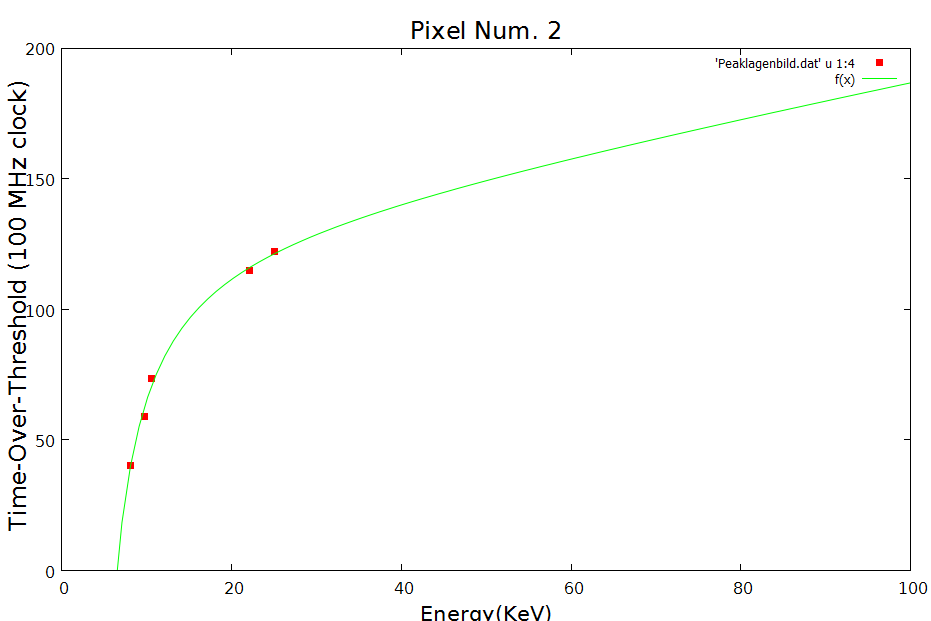 Pixel Num. 2
'Peaklagenbild.dat' u 1:4
f(x)
Time-Over-Threshold (100 MHz clock)
200
150
100
50
0
0 20 40 60 80 100
Energy(KeV)